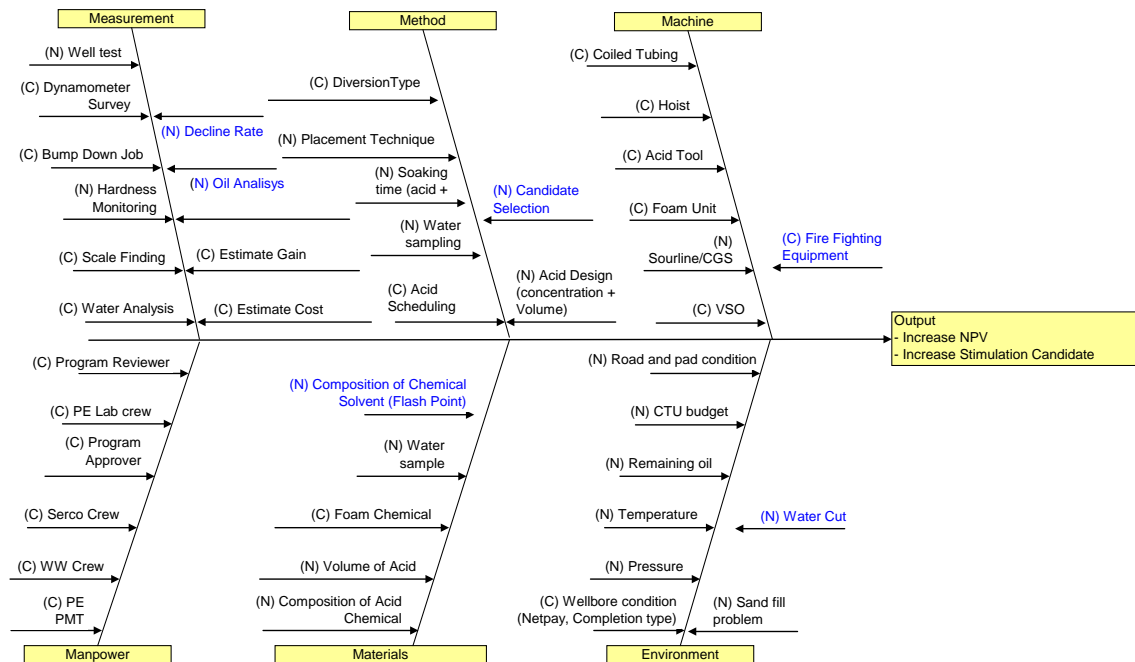 Measurement
Method
Machine
(N) Well test
(C) Dynamometer
Survey
(N) Decline Rate
(C) Bump Down Job
(N) Oil Analisys
(N)
Hardness
Monitoring
(C) Scale Finding
(C) Estimate Gain
(C) Water Analysis
(C) Estimate Cost
(C) DiversionType
(N) Placement Technique
(N)
Soaking
time (acid +
(N) Candidate
Selection
(N) Water
sampling
(C) Acid
Scheduling
(N) Acid Design
(concentration +
Volume)
(C) Coiled Tubing
(C) Hoist
(C) Acid Tool
(C) Foam Unit
(N)
Sourline/CGS
(C) Fire Fighting
Equipment
(C) VSO
Output
- Increase NPV
- Increase Stimulation Candidate
(C) Program Reviewer
(C) PE Lab crew
(C) Program
Approver
(C) Serco Crew
(C) WW Crew
(C) PE
PMT
(N) Composition of Chemical
Solvent (Flash Point)
(N) Water
sample
(C) Foam Chemical
(N) Volume of Acid
(N) Composition of Acid
Chemical
(N) Road and pad condition
(N) CTU budget
(N) Remaining oil
(N) Temperature
(N) Water Cut
(N) Pressure
(C) Wellbore condition
(Netpay, Completion type)
(N) Sand fill
problem
Manpower
Materials
Environment